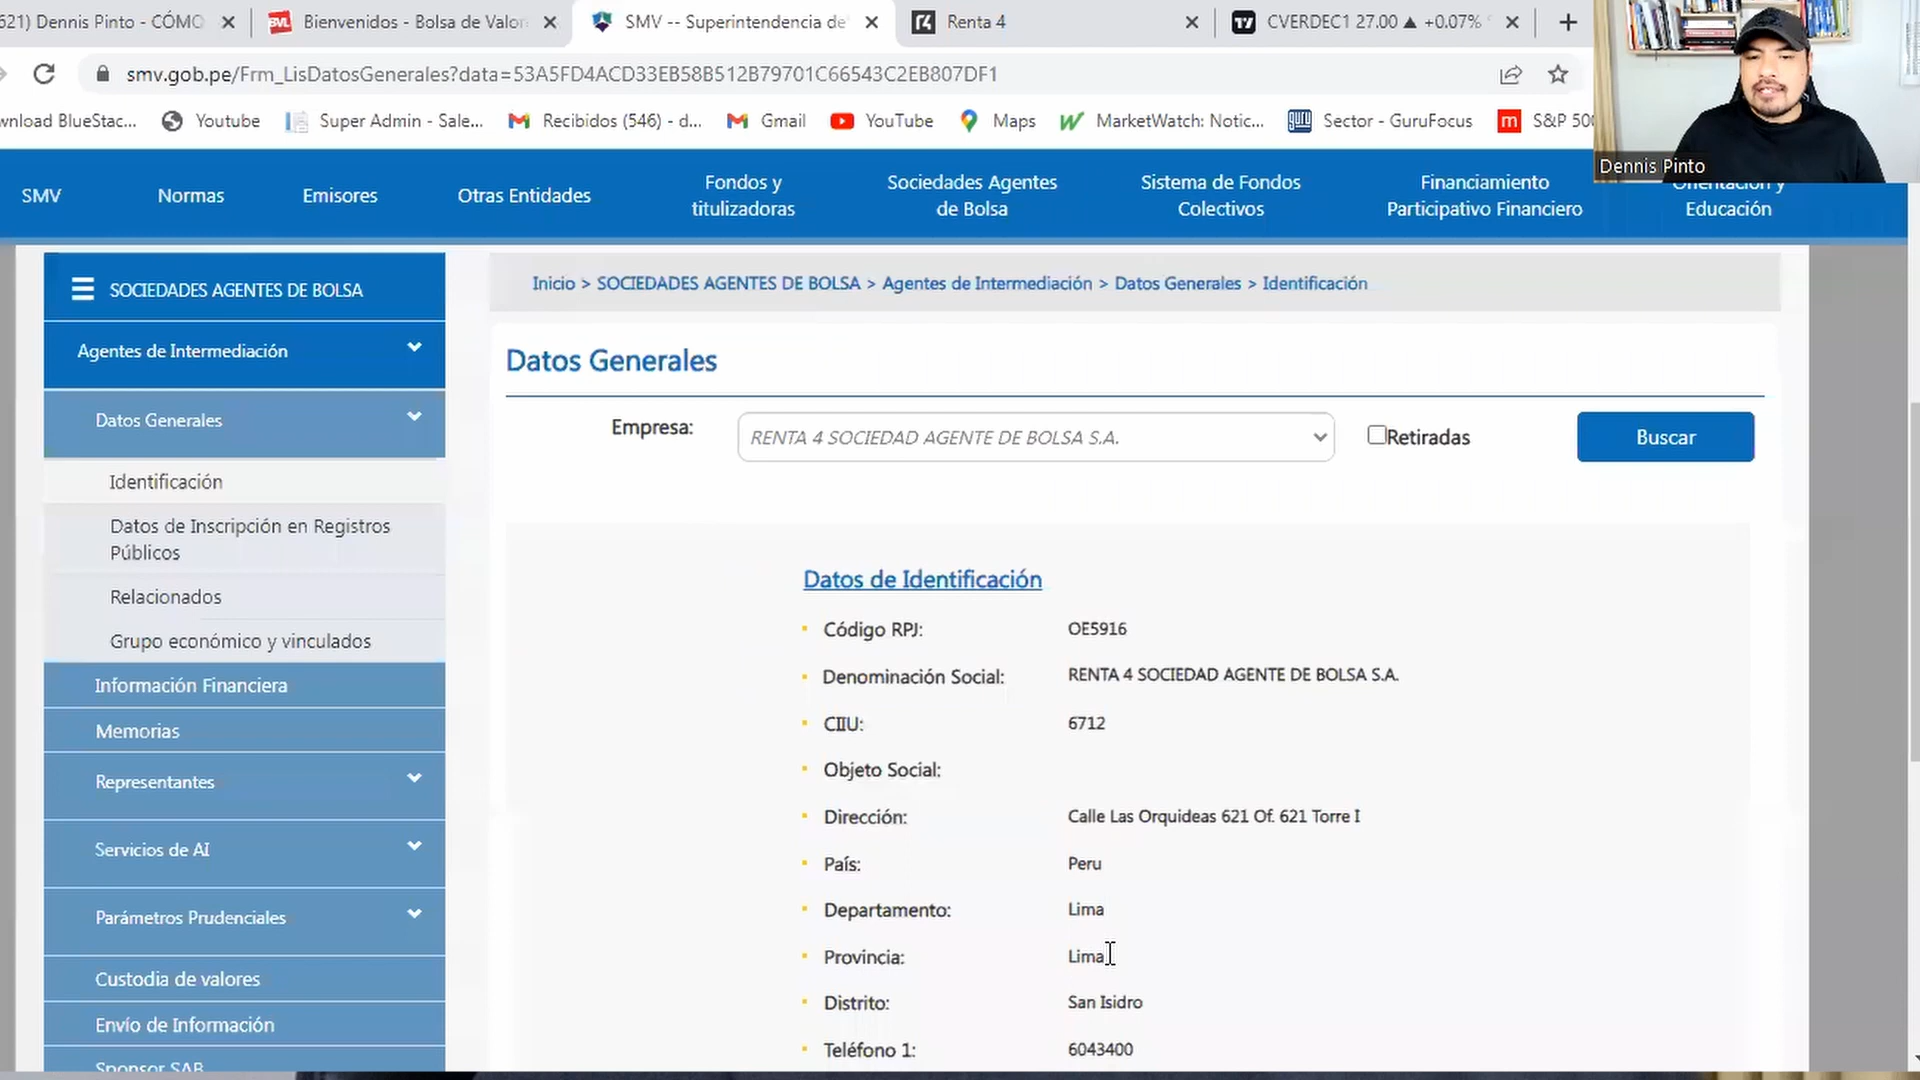 621) Dennis Pinto - CÓMO
Bienvenidos - Bolsa de Valor
SMV -- Superintendencia de
Renta 4
CVERDEC1 27.00 ▲ +0.07%
smv.gob.pe/Frm_LisDatosGenerales?data=53A5FD4ACD33EB58B512B79701C66543C2EB807DF1
wnload BlueStac...
Youtube
Super Admin - Sale...
Recibidos (546) - d...
Gmail
YouTube
Maps
MarketWatch: Notic...
Sector - GuruFocus
S&P 50
Dennis Pinto
SMV
Normas
Emisores
Otras Entidades
Fondos y
titulizadoras
Sociedades Agentes
de Bolsa
Sistema de Fondos
Colectivos
Financiamiento
Participativo Financiero
Orientación y
Educación
SOCIEDADES AGENTES DE BOLSA
Agentes de Intermediación
Datos Generales
Identificación
Datos de Inscripción en Registros
Públicos
Relacionados
Grupo económico y vinculados
Información Financiera
Memorias
Representantes
Servicios de AI
Parámetros Prudenciales
Custodia de valores
Envío de Información
Sponsor SAB
Inicio > SOCIEDADES AGENTES DE BOLSA > Agentes de Intermediación > Datos Generales > Identificación
Datos Generales
Empresa:
RENTA 4 SOCIEDAD AGENTE DE BOLSA S.A.
Retiradas
Buscar
Datos de Identificación
Código RPJ: OE5916
Denominación Social: RENTA 4 SOCIEDAD AGENTE DE BOLSA S.A.
CIIU: 6712
Objeto Social:
Dirección: Calle Las Orquideas 621 Of. 621 Torre I
País: Peru
Departamento: Lima
Provincia: Lima
Distrito: San Isidro
Teléfono 1: 6043400